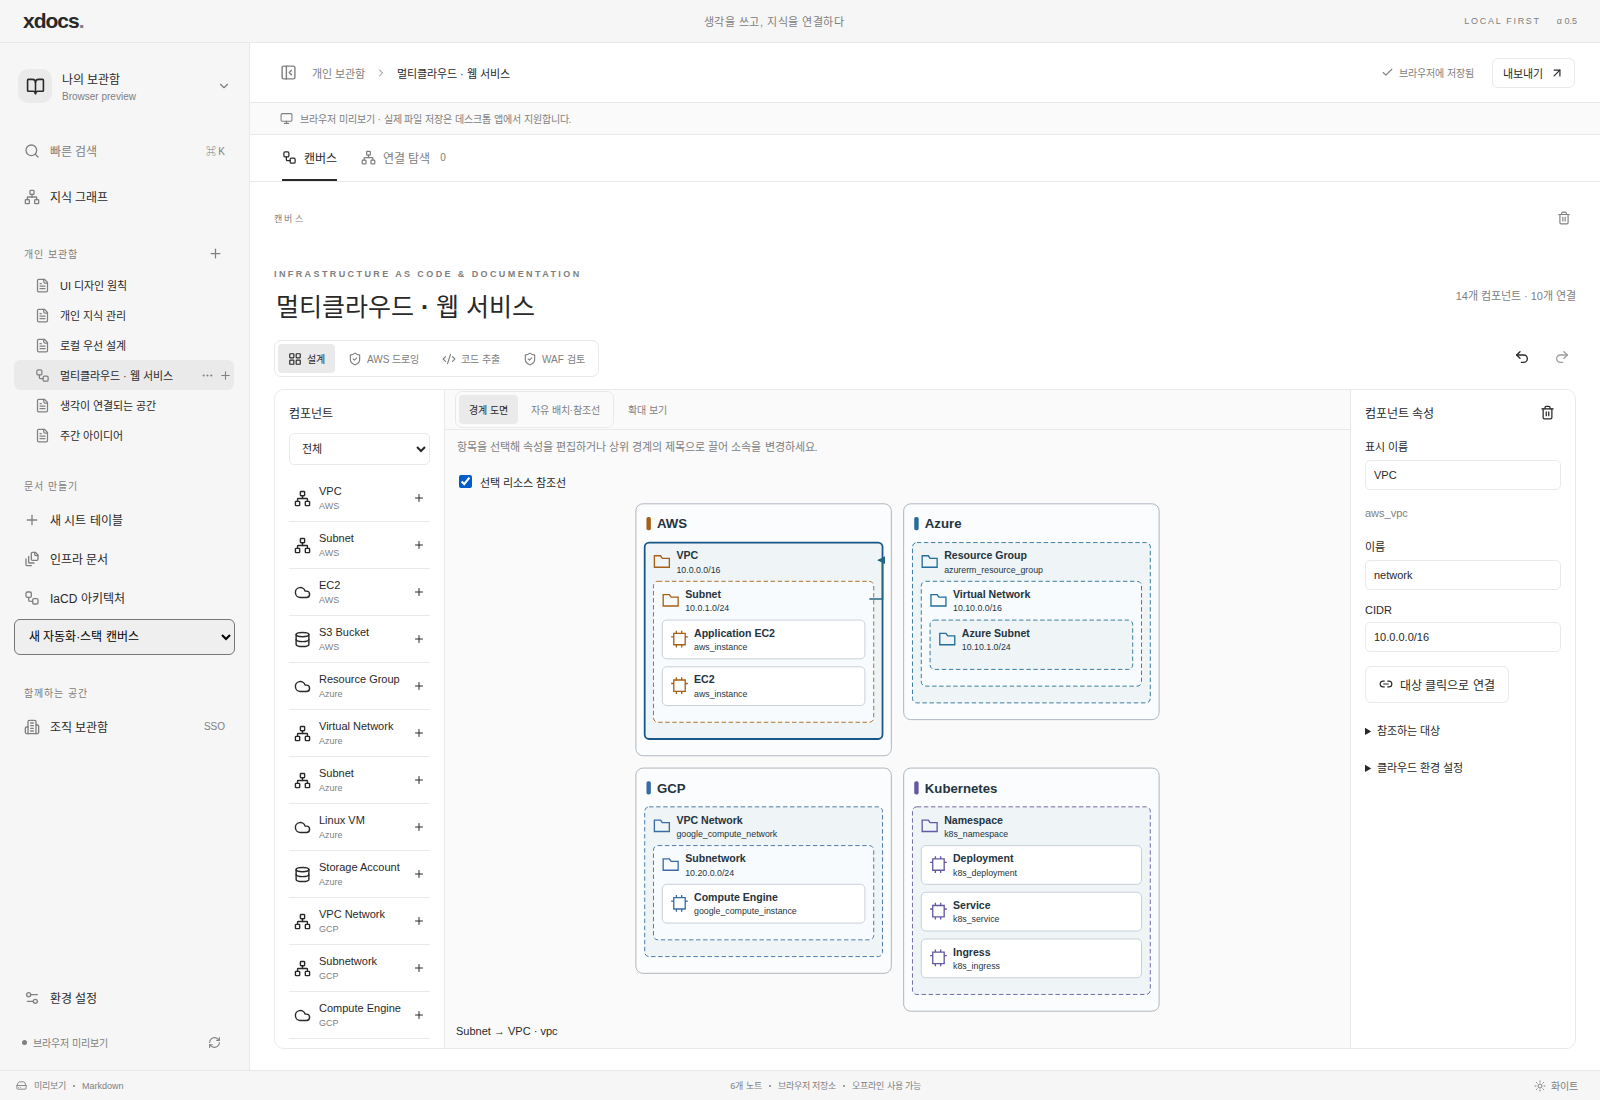 xdocs.
생각을 쓰고, 지식을 연결하다
LOCAL FIRST
α 0.5
나의 보관함
Browser preview
빠른 검색
⌘ K
지식 그래프
개인 보관함
UI 디자인 원칙
개인 지식 관리
로컬 우선 설계
멀티클라우드 · 웹 서비스
생각이 연결되는 공간
주간 아이디어
문서 만들기
새 시트 테이블
인프라 문서
IaCD 아키텍처
새 자동화·스택 캔버스
함께하는 공간
조직 보관함
SSO
환경 설정
브라우저 미리보기
개인 보관함
멀티클라우드 · 웹 서비스
브라우저에 저장됨
내보내기
브라우저 미리보기 · 실제 파일 저장은 데스크톱 앱에서 지원합니다.
캔버스
연결 탐색
0
캔버스
INFRASTRUCTURE AS CODE & DOCUMENTATION
멀티클라우드 · 웹 서비스
14개 컴포넌트 · 10개 연결
설계
AWS 드로잉
코드 추출
WAF 검토
컴포넌트
전체
VPC
AWS
Subnet
AWS
EC2
AWS
S3 Bucket
AWS
Resource Group
Azure
Virtual Network
Azure
Subnet
Azure
Linux VM
Azure
Storage Account
Azure
VPC Network
GCP
Subnetwork
GCP
Compute Engine
GCP
경계 도면
자유 배치·참조선
확대 보기
항목을 선택해 속성을 편집하거나 상위 경계의 제목으로 끌어 소속을 변경하세요.
선택 리소스 참조선
AWS
VPC
10.0.0.0/16
Subnet
10.0.1.0/24
Application EC2
aws_instance
EC2
aws_instance
Azure
Resource Group
azurerm_resource_group
Virtual Network
10.10.0.0/16
Azure Subnet
10.10.1.0/24
GCP
VPC Network
google_compute_network
Subnetwork
10.20.0.0/24
Compute Engine
google_compute_instance
Kubernetes
Namespace
k8s_namespace
Deployment
k8s_deployment
Service
k8s_service
Ingress
k8s_ingress
Subnet → VPC · vpc
컴포넌트 속성
표시 이름
VPC
aws_vpc
이름
network
CIDR
10.0.0.0/16
대상 클릭으로 연결
참조하는 대상
클라우드 환경 설정
미리보기 • Markdown
6개 노트 • 브라우저 저장소 • 오프라인 사용 가능
화이트